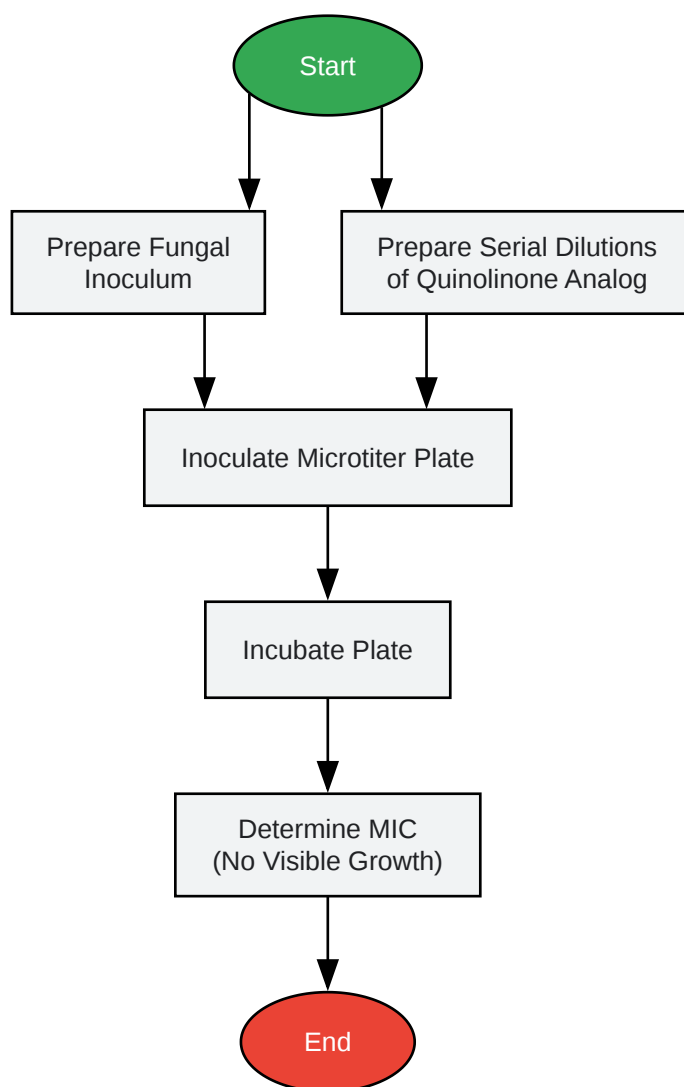 Start
Prepare Fungal
Inoculum
Prepare Serial Dilutions
of Quinolinone Analog
Inoculate Microtiter Plate
Incubate Plate
Determine MIC
(No Visible Growth)
End